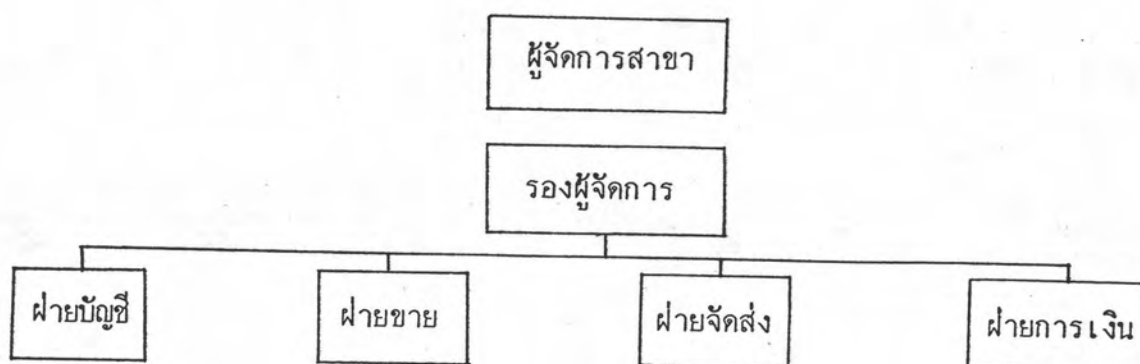 ผู้จัดการสาขา
รองผู้จัดการ
ฝ่ายบัญชี
ฝ่ายขาย
ฝ่ายจัดส่ง
ฝ่ายการเงิน